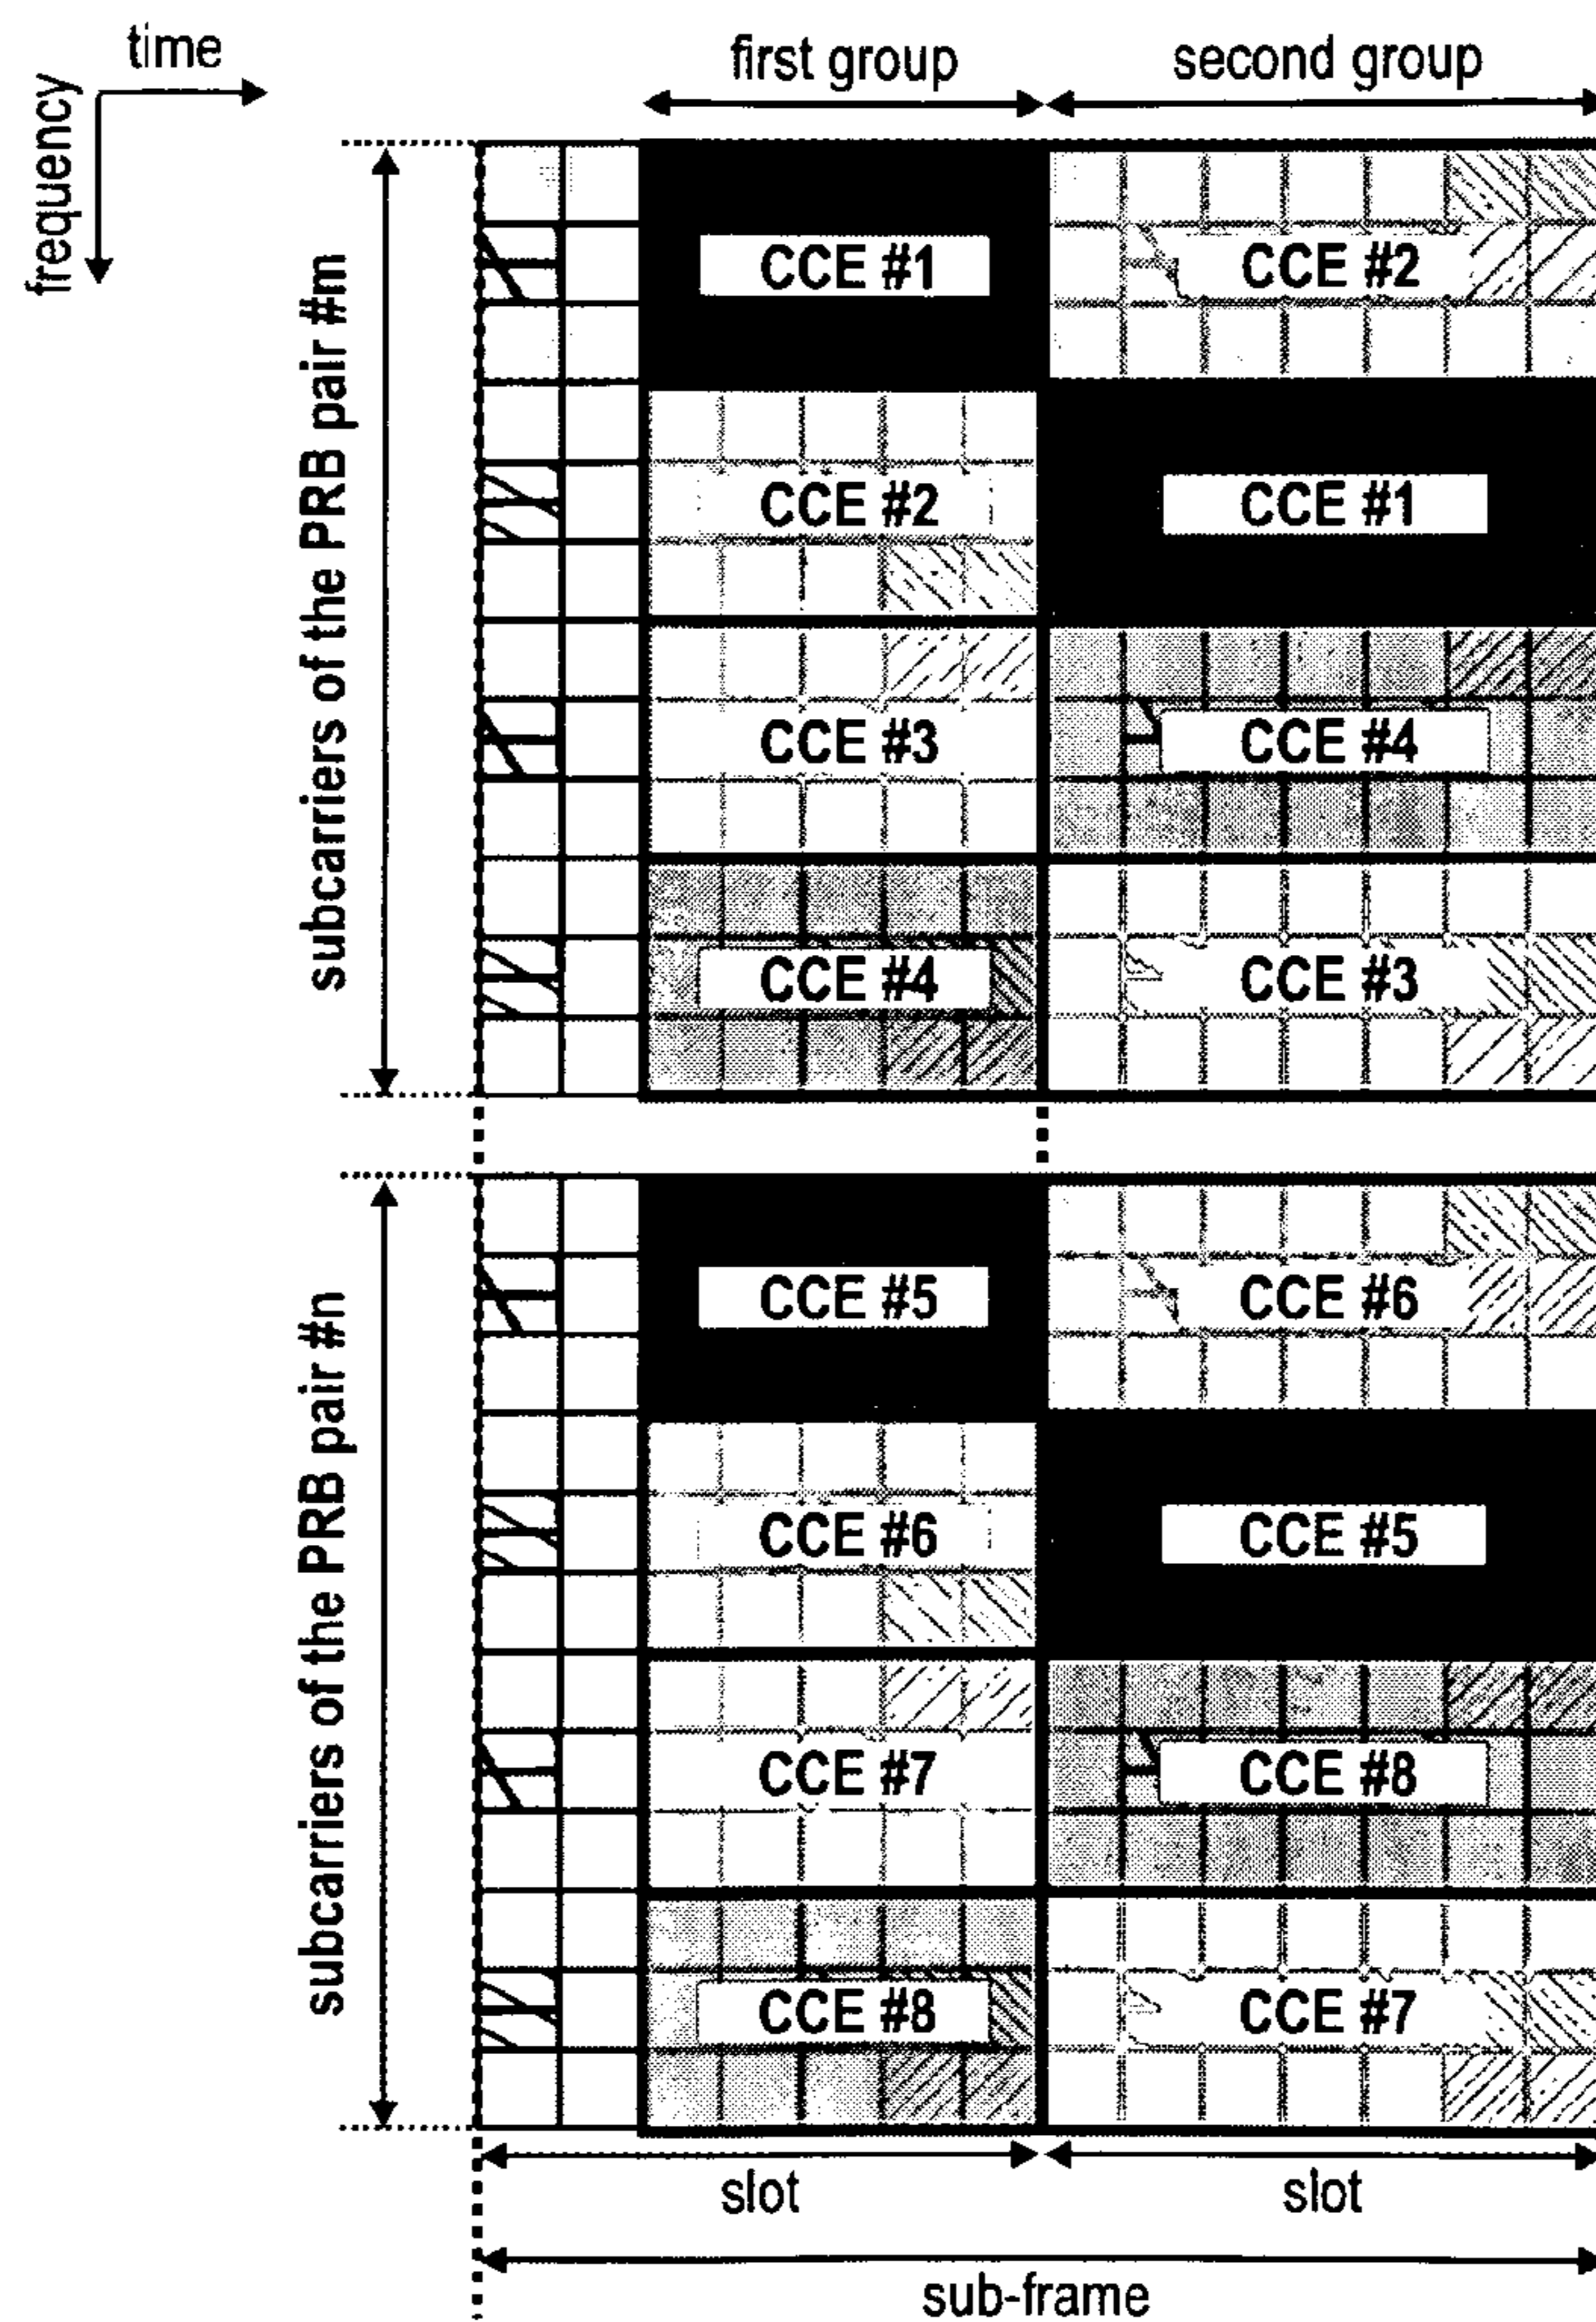 time
frequency
first group
second group
subcarriers of the PRB pair #m
CCE #1
CCE #2
CCE #2
CCE #1
CCE #3
CCE #4
CCE #4
CCE #3
subcarriers of the PRB pair #n
CCE #5
CCE #6
CCE #6
CCE #5
CCE #7
CCE #8
CCE #8
CCE #7
slot
slot
sub-frame